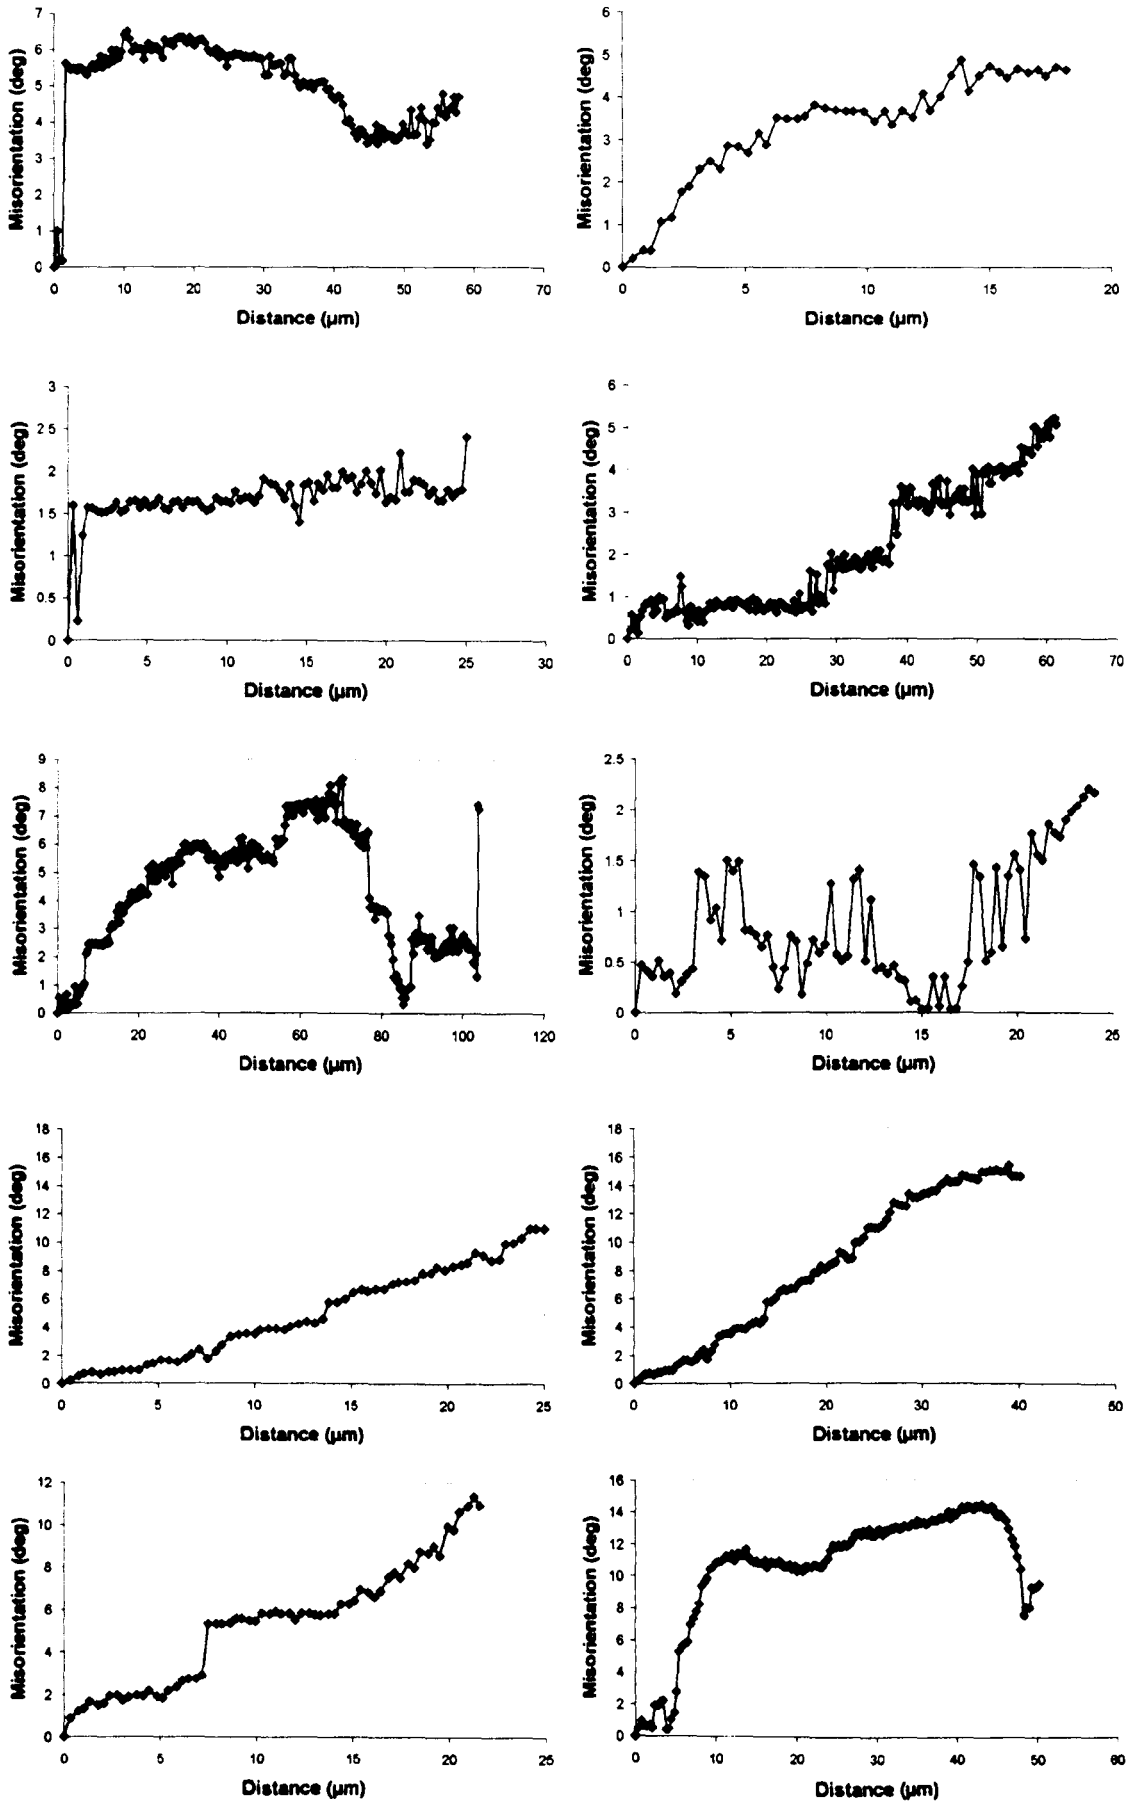 7
6
5
4
3
2
1
0
Misorientation (deg)
0 10 20 30 40 50 60 70
Distance (µm)
6
5
4
3
2
1
0
Misorientation (deg)
0 5 10 15 20
Distance (µm)
3
2 5
2
1 5
1
0.5
0
Misorientation (deg)
0 5 10 15 20 25 30
Distance (µm)
6
5
4
3
2
1
0
Misorientation (deg)
0 10 20 30 40 50 60 70
Distance (µm)
9
8
7
6
5
4
3
2
1
0
Misorientation (deg)
0 20 40 60 80 100 120
Distance (µm)
2.5
2
1.5
1
0.5
0
Misorientation (deg)
0 5 10 15 20 25
Distance (µm)
18
16
14
12
10
8
6
4
2
0
Misorientation (deg)
0 5 10 15 20 25
Distance (µm)
18
16
14
12
10
8
6
4
2
0
Misorientation (deg)
0 10 20 30 40 50
Distance (µm)
12
10
8
6
4
2
0
Misorientation (deg)
0 5 10 15 20 25
Distance (µm)
16
14
12
10
8
6
4
2
0
Misorientation (deg)
0 10 20 30 40 50 60
Distance (µm)